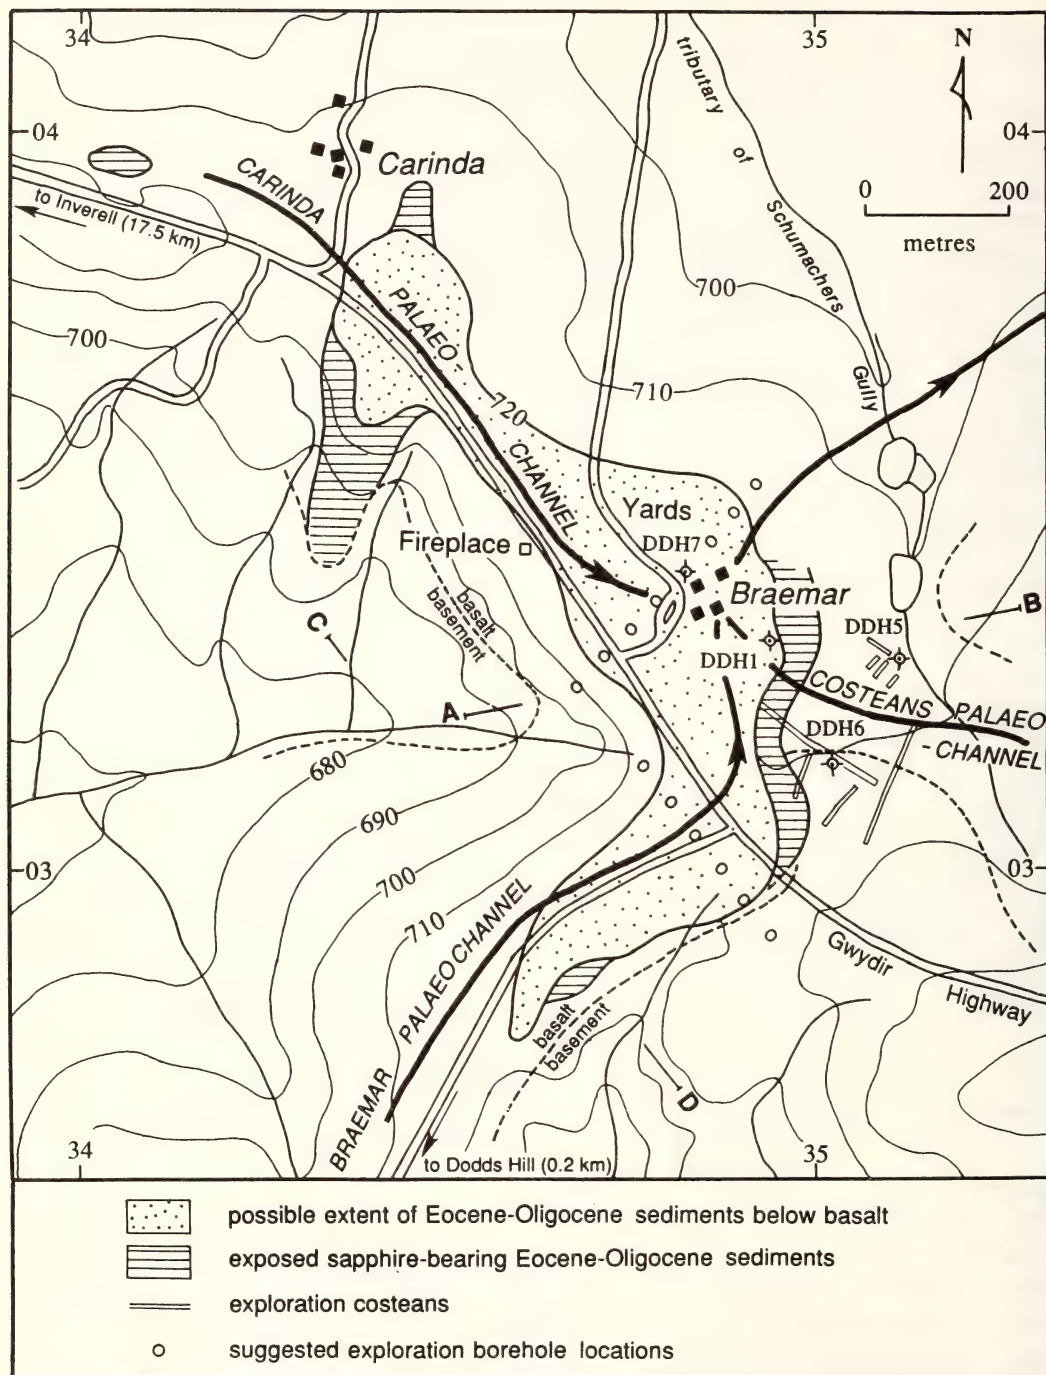 34
35
N
04
04
Carinda
CARINDA
to Inverell (17.5 km)
tributary
of
Schumachers
Gully
0
200
metres
700
700
710
PALAEO-
720
CHANNEL
Yards
DDH7
Fireplace
Braemar
basalt
basement
C
B
DDH5
DDH1
COSTEANS
PALAEO
-CHANNEL
A
DDH6
680
690
03
03
700
710
PALAEOCHANNEL
BRAEMAR
Gwydir
Highway
basalt
basement
D
34
35
to Dodds Hill (0.2 km)
possible extent of Eocene-Oligocene sediments below basalt
exposed sapphire-bearing Eocene-Oligocene sediments
exploration costeans
suggested exploration borehole locations